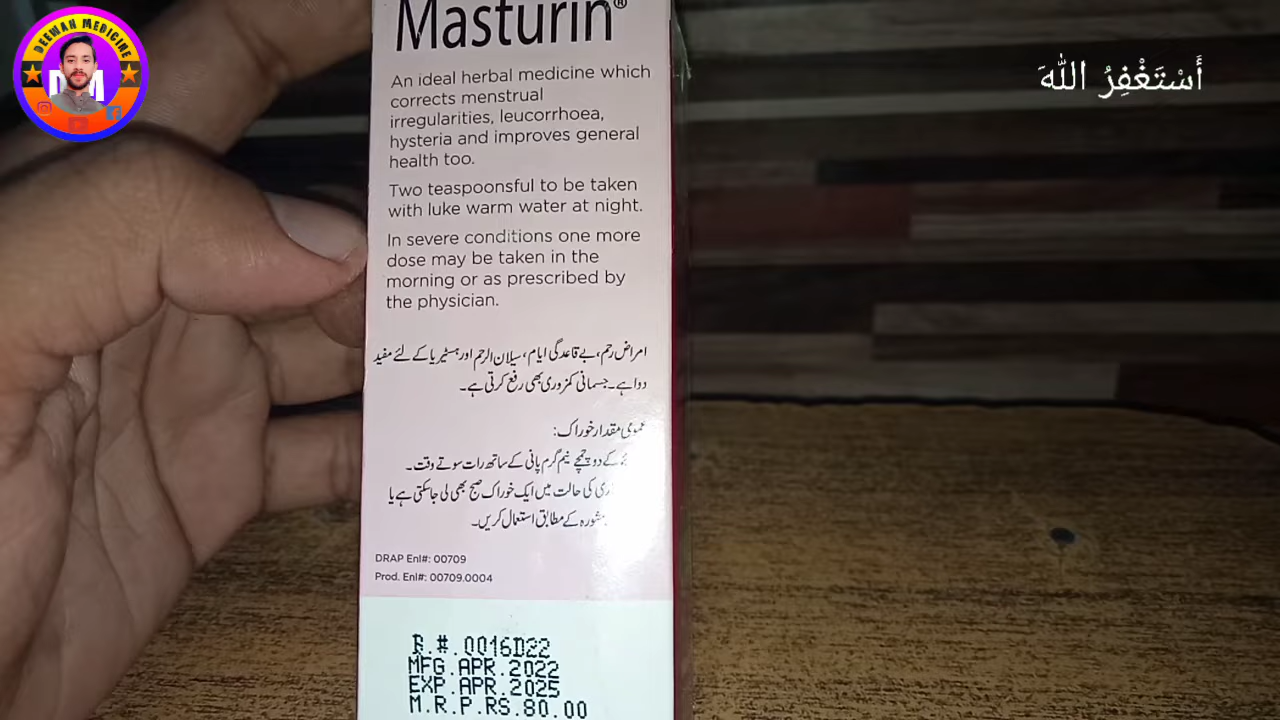 DEEWAN MEDICINE
أَسْتَغْفِرُ اللّٰهَ
Masturin®
An ideal herbal medicine which
corrects menstrual
irregularities, leucorrhoea,
hysteria and improves general
health too.
Two teaspoonsful to be taken
with luke warm water at night.
In severe conditions one more
dose may be taken in the
morning or as prescribed by
the physician.
امراض رحم، بے قاعدگی ایام، سیلان الرحم اور ہسٹیریا کے لئے مفید
دوا ہے۔ جسمانی کمزوری بھی رفع کرتی ہے۔
مقدار خوراک:
کے دو چمچے نیم گرم پانی کے ساتھ رات سوتے وقت۔
کی حالت میں ایک خوراک صبح بھی لی جاسکتی ہے یا
کے مطابق استعمال کریں۔
DRAP Enl#: 00709
Prod. Enl#: 00709.0004
B.#.0016D22
MFG.APR.2022
EXP.APR.2025
M.R.P.RS.80.00